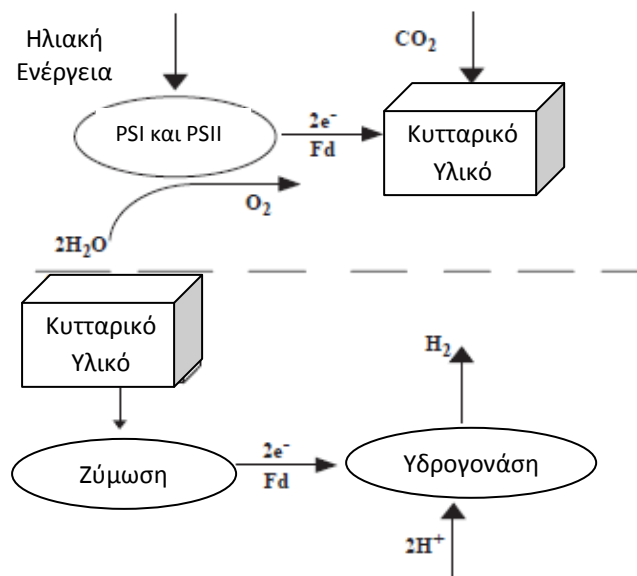 Ηλιακή
Ενέργεια
CO₂
PSI και PSII
2e⁻
Fd
Κυτταρικό
Υλικό
O₂
2H₂O
Κυτταρικό
Υλικό
H₂
Ζύμωση
2e⁻
Fd
Υδρογονάση
2H⁺